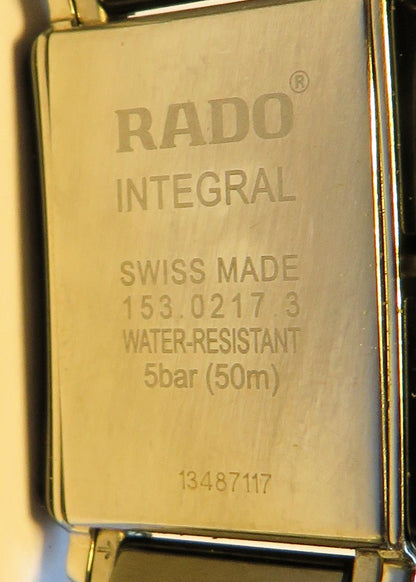 RADO®
INTEGRAL
SWISS MADE
153.0217.3
WATER-RESISTANT
5bar (50m)
13487117